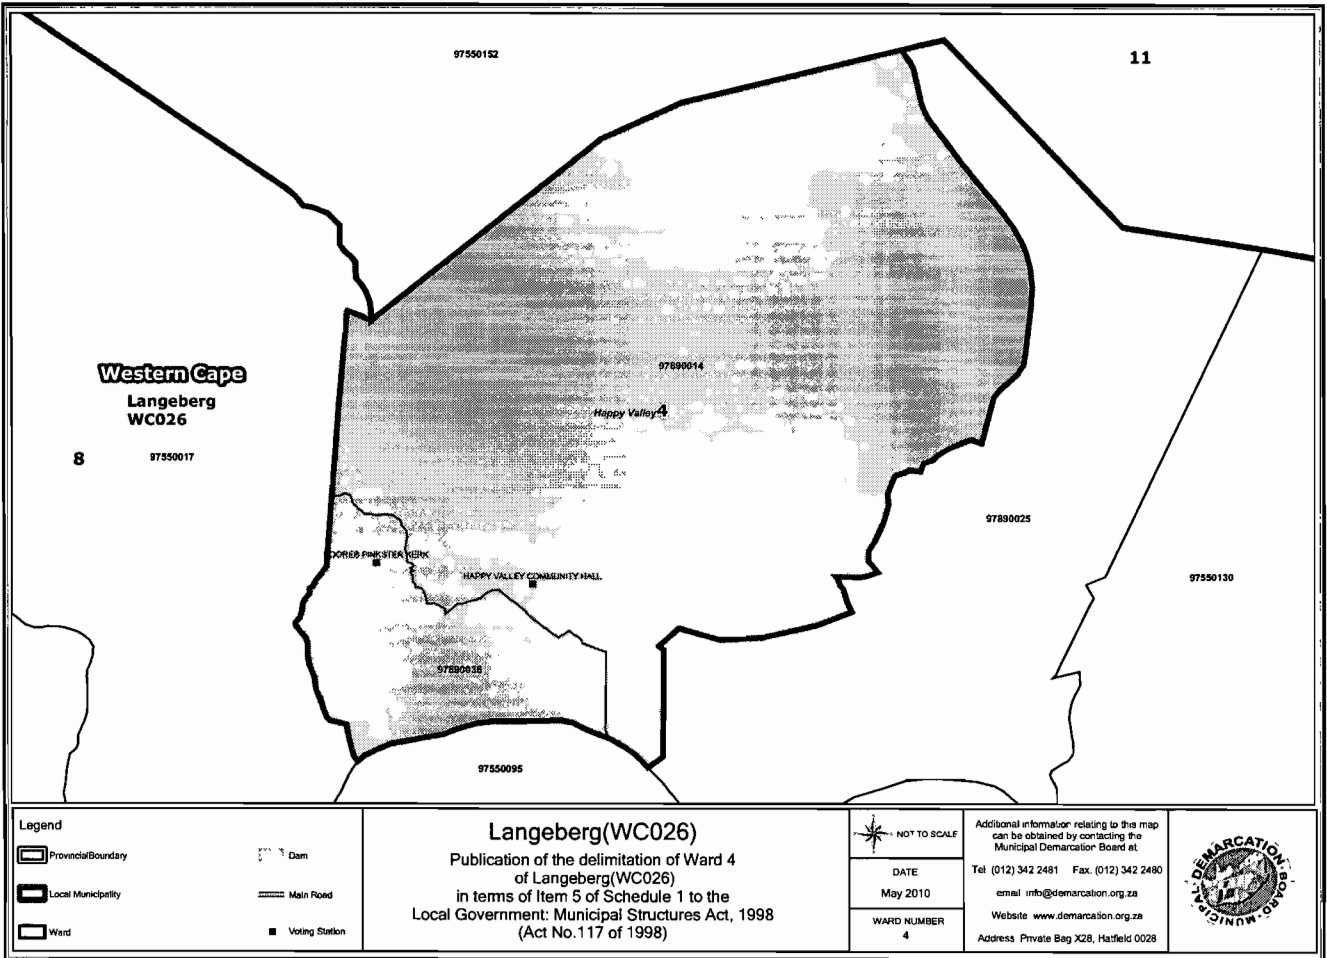 97550152
11
Western Cape
Langeberg
WC026
8
97550017
97890014
Happy Valley
4
97890025
97550130
PINKSTER KERK
HAPPY VALLEY COMMUNITY HALL
97890036
97550095
Legend
Provincial Boundary
Local Municipality
Ward
Dam
Main Road
Voting Station
Langeberg(WC026)
Publication of the delimitation of Ward 4
of Langeberg(WC026)
in terms of Item 5 of Schedule 1 to the
Local Government: Municipal Structures Act, 1998
(Act No.117 of 1998)
NOT TO SCALE
DATE
May 2010
WARD NUMBER
4
Additional information relating to this map
can be obtained by contacting the
Municipal Demarcation Board at
Tel (012) 342 2481 Fax. (012) 342 2480
email info@demarcation.org.za
Website www.demarcation.org.za
Address Private Bag X28, Hatfield 0028
MUNICIPAL DEMARCATION BOARD